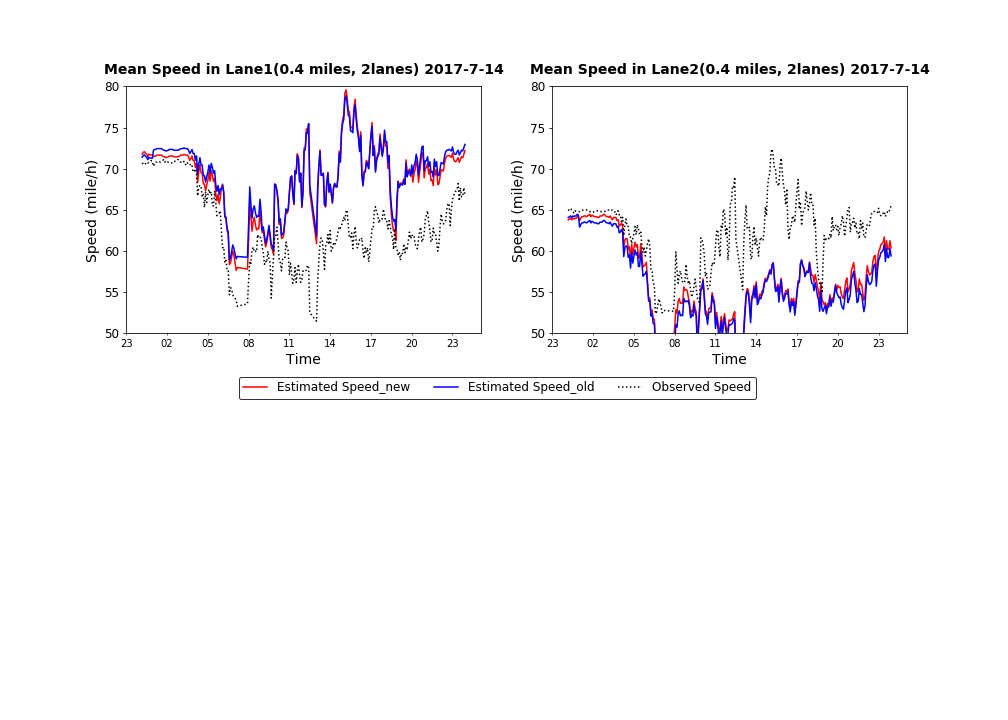 Mean Speed in Lane1(0.4 miles, 2lanes) 2017-7-14
80
75
70
65
60
55
50
Speed (mile/h)
23 02 05 08 11 14 17 20 23
Time
Mean Speed in Lane2(0.4 miles, 2lanes) 2017-7-14
80
75
70
65
60
55
50
Speed (mile/h)
23 02 05 08 11 14 17 20 23
Time
Estimated Speed_new Estimated Speed_old Observed Speed